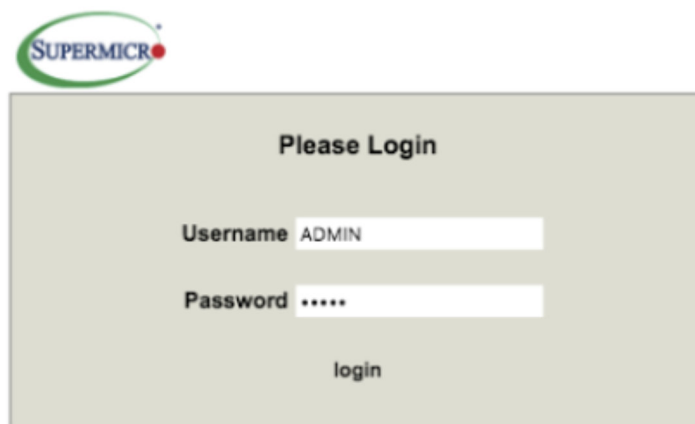 SUPERMICRO
Please Login
Username ADMIN
Password •••••
login